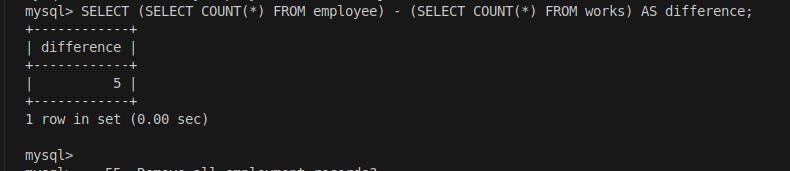 mysql> SELECT (SELECT COUNT(*) FROM employee) - (SELECT COUNT(*) FROM works) AS difference;
+------------+
| difference |
+------------+
|          5 |
+------------+
1 row in set (0.00 sec)
mysql>
mysql>    55. Remove all employment records?